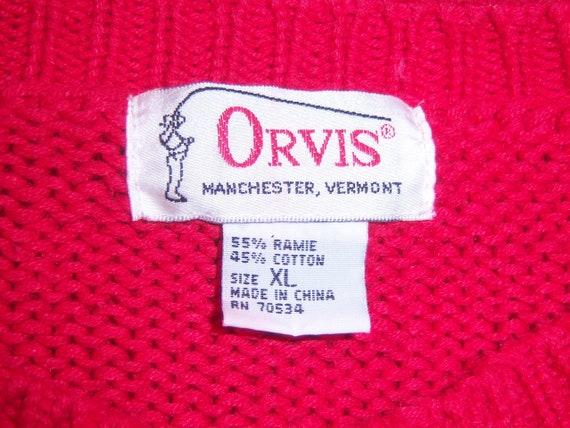 ORVIS®
MANCHESTER, VERMONT
55% RAMIE
45% COTTON
SIZE XL
MADE IN CHINA
RN 70534